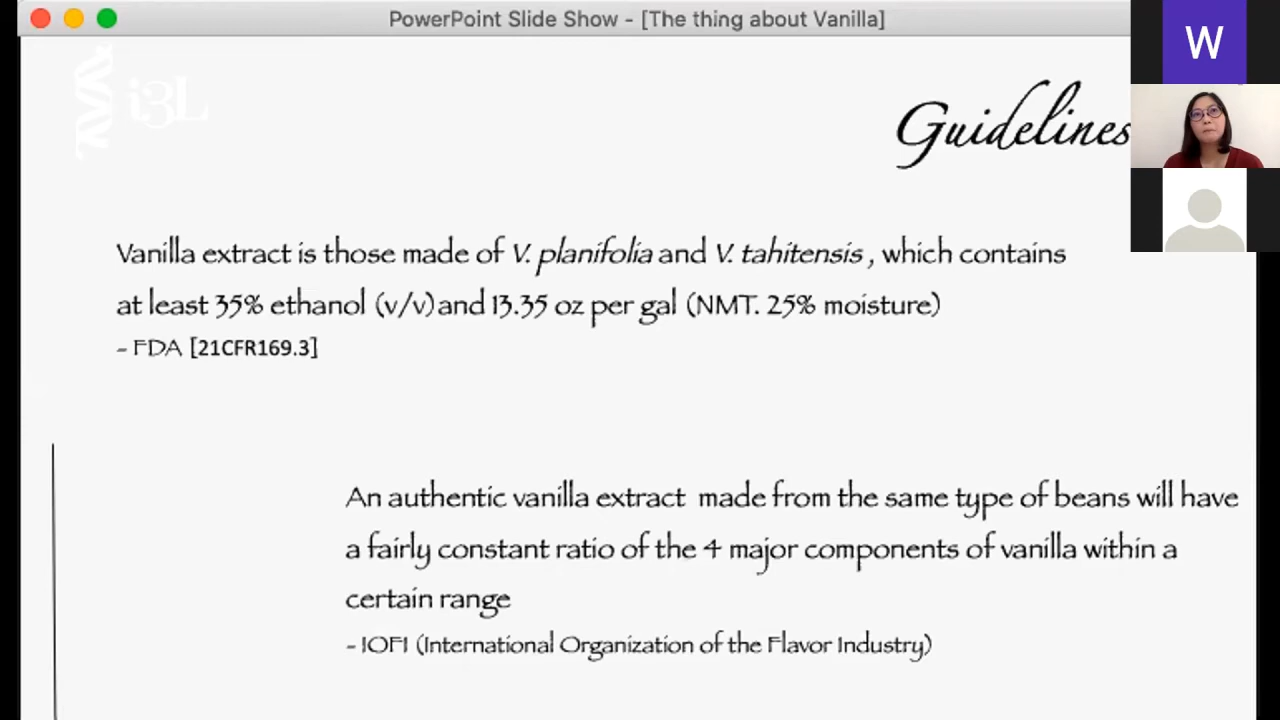 PowerPoint Slide Show - [The thing about Vanilla]
W
i3L
Guidelines
Vanilla extract is those made of V. planifolia and V. tahitensis , which contains
at least 35% ethanol (v/v) and 13.35 oz per gal (NMT. 25% moisture)
- FDA [21CFR169.3]
An authentic vanilla extract made from the same type of beans will have
a fairly constant ratio of the 4 major components of vanilla within a
certain range
- IOFI (International Organization of the Flavor Industry)